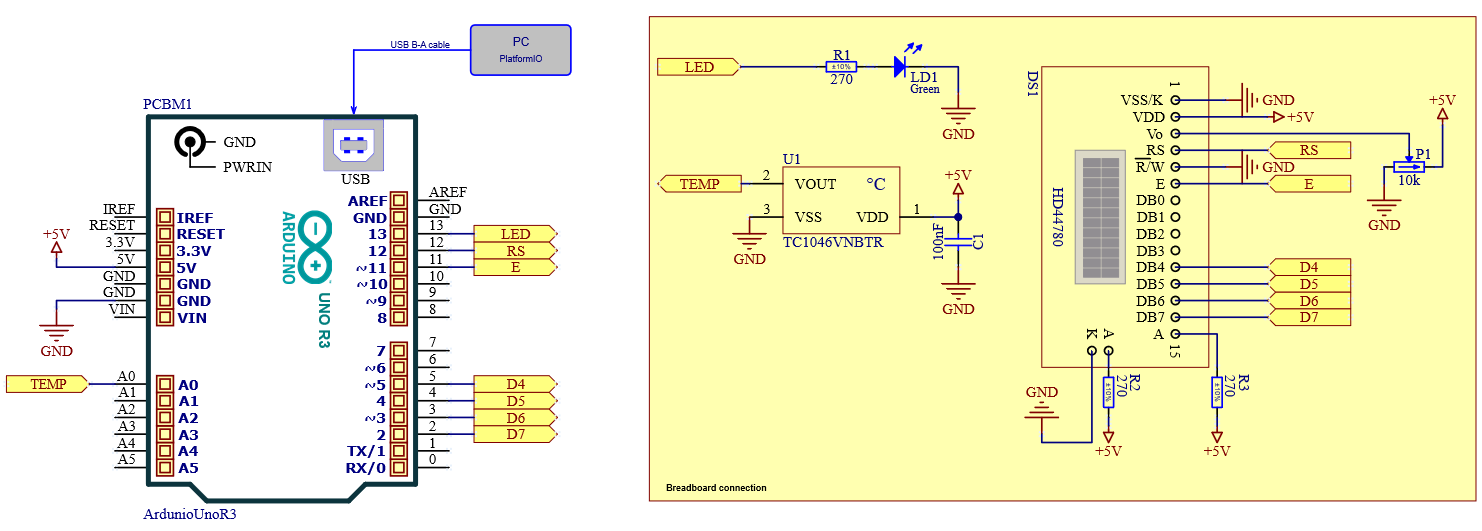 PC
PlatformIO
USB B-A cable
PCBM1
GND
PWRIN
USB
IREF
RESET
3.3V
5V
GND
GND
VIN
+5V
GND
IREF
RESET
3.3V
5V
GND
GND
VIN
ARDUINO
UNO R3
AREF
GND
13
12
~11
~10
~9
8
AREF
GND
13
12
11
10
9
8
LED
RS
E
7
~6
~5
4
~3
2
TX/1
RX/0
7
6
5
4
3
2
1
0
D4
D5
D6
D7
TEMP
A0
A1
A2
A3
A4
A5
A0
A1
A2
A3
A4
A5
ArdunioUnoR3
LED
R1
±10%
270
LD1
Green
GND
U1
TEMP
2
VOUT
°C
3
VSS
VDD
1
TC1046VNBTR
GND
+5V
100nF
C1
GND
DS1
HD44780
1
VSS/K
VDD
Vo
RS
R/W
E
DB0
DB1
DB2
DB3
DB4
DB5
DB6
DB7
A
15
K
A
GND
+5V
RS
GND
E
+5V
P1
10k
GND
D4
D5
D6
D7
GND
R2
270
±10%
+5V
R3
270
±10%
+5V
Breadboard connection